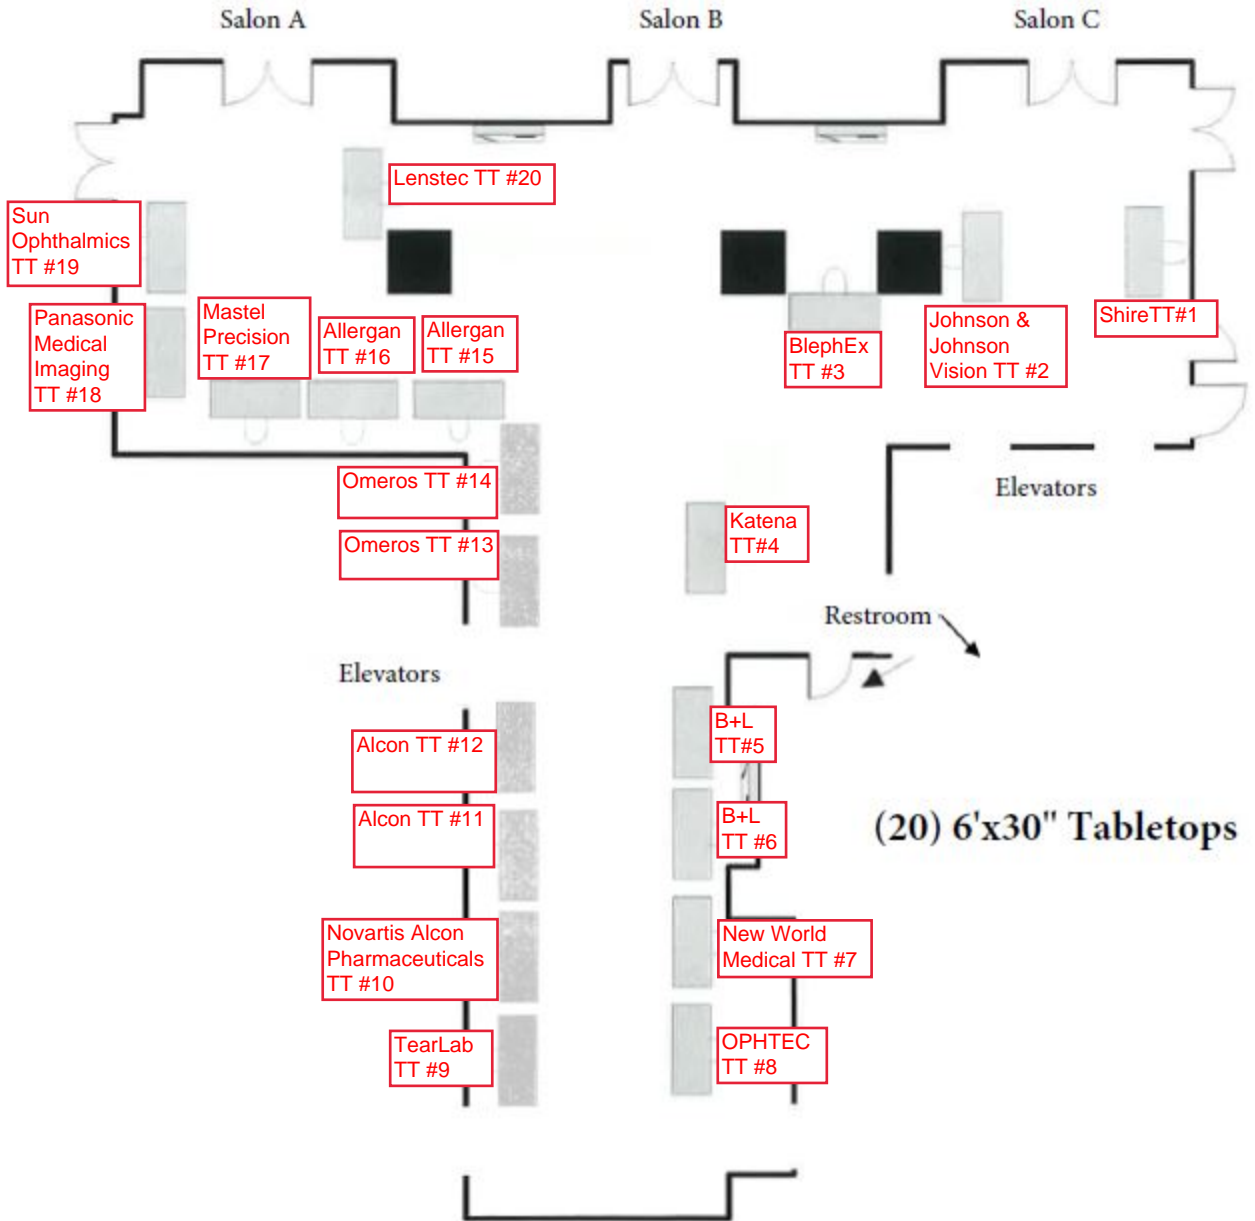 Salon A
Salon B
Salon C
Lenstec TT #20
Sun
Ophthalmics
TT #19
Panasonic
Medical
Imaging
TT #18
Mastel
Precision
TT #17
Allergan
TT #16
Allergan
TT #15
BlephEx
TT #3
Johnson &
Johnson
Vision TT #2
ShireTT#1
Omeros TT #14
Omeros TT #13
Katena
TT#4
Elevators
Restroom
Elevators
Alcon TT #12
Alcon TT #11
Novartis Alcon
Pharmaceuticals
TT #10
TearLab
TT #9
B+L
TT#5
B+L
TT #6
(20) 6'x30" Tabletops
New World
Medical TT #7
OPHTEC
TT #8